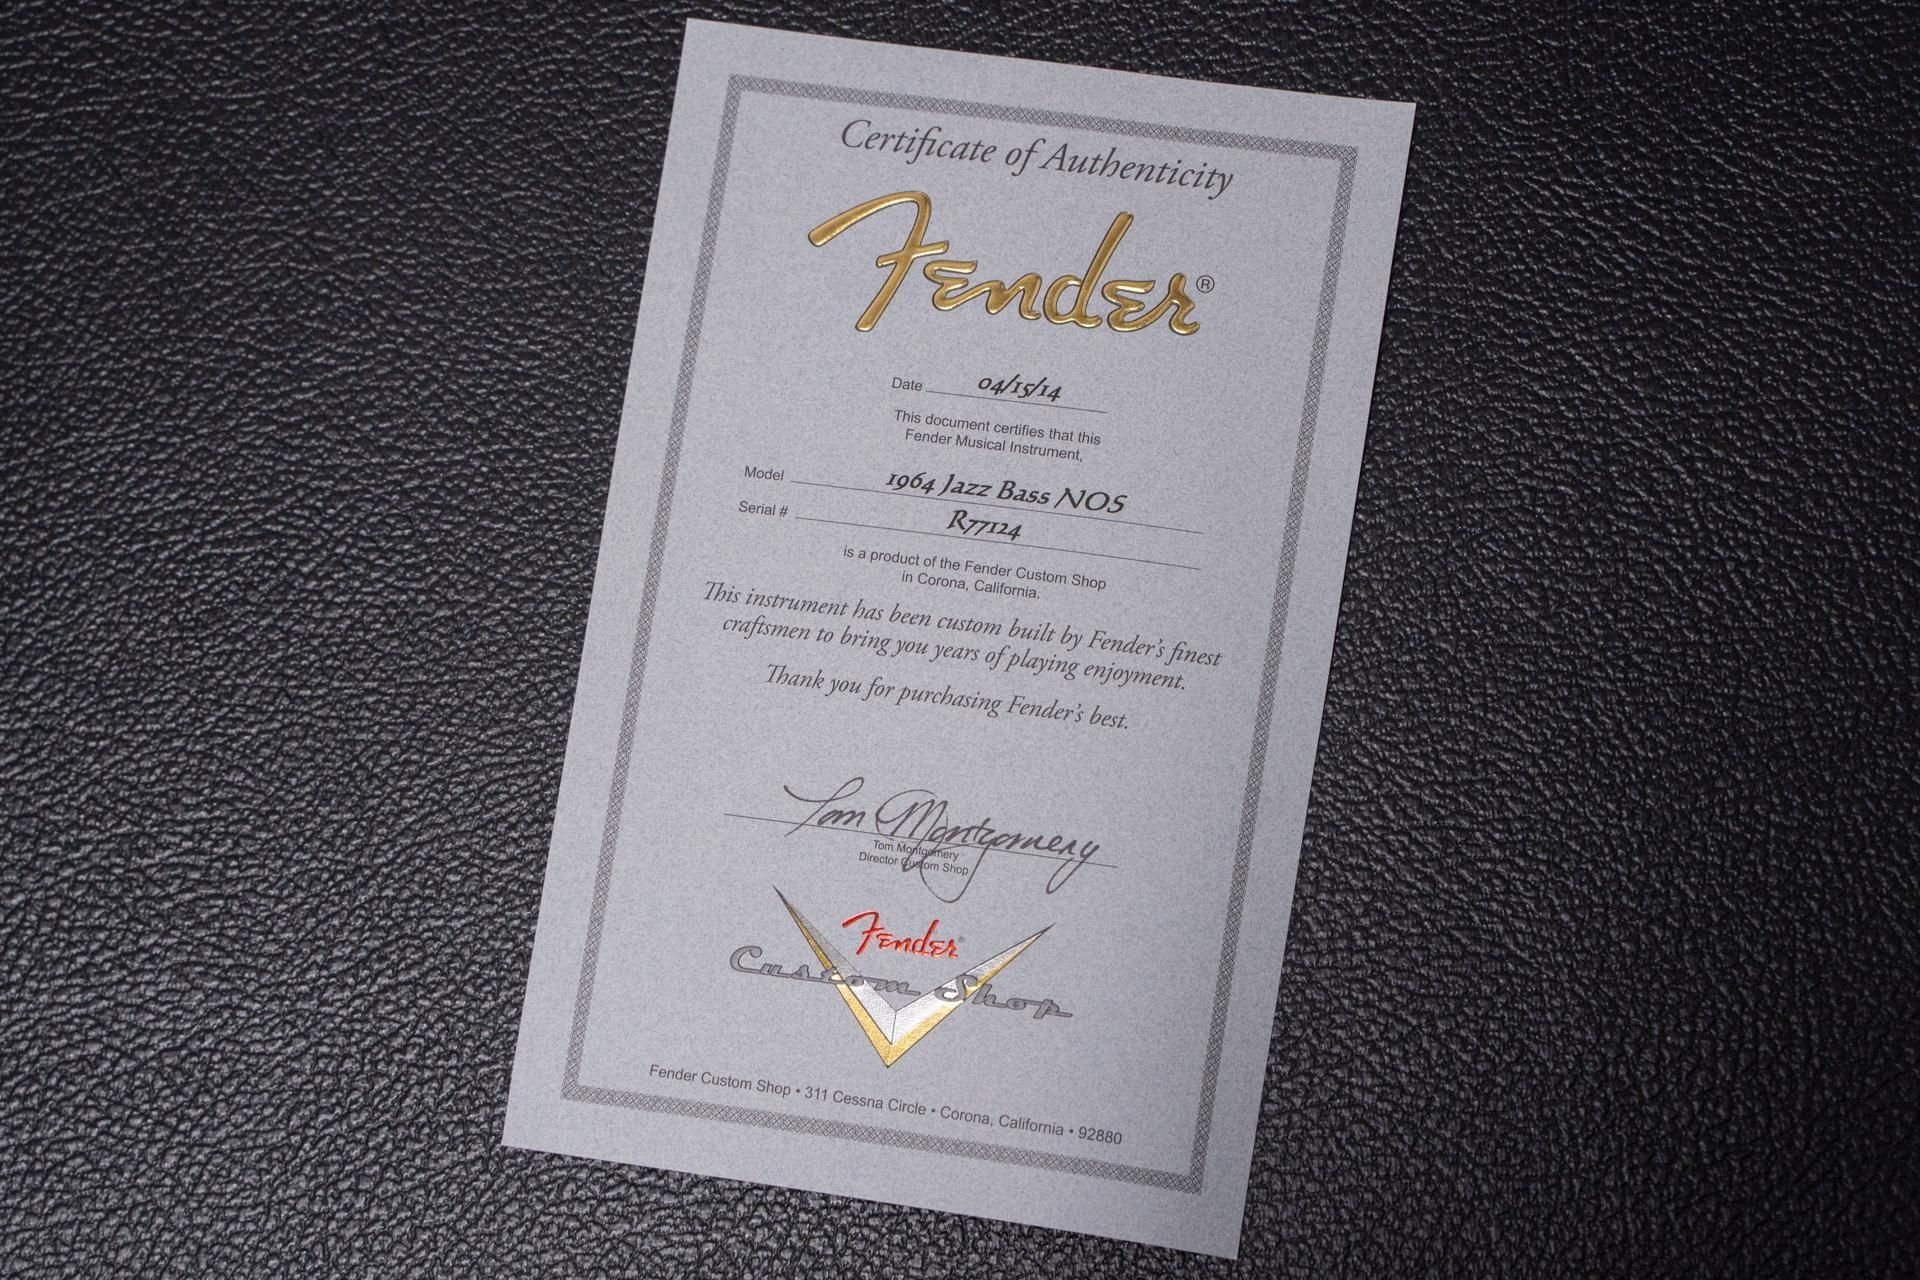 Certificate of Authenticity
Fender®
Date 04/15/14
This document certifies that this
Fender Musical Instrument,
Model 1964 Jazz Bass NOS
Serial # R77124
is a product of the Fender Custom Shop
in Corona, California.
This instrument has been custom built by Fender's finest
craftsmen to bring you years of playing enjoyment.
Thank you for purchasing Fender's best.
Tom Montgomery
Tom Montgomery
Director Custom Shop
Fender®
Custom Shop
Fender Custom Shop • 311 Cessna Circle • Corona, California • 92880